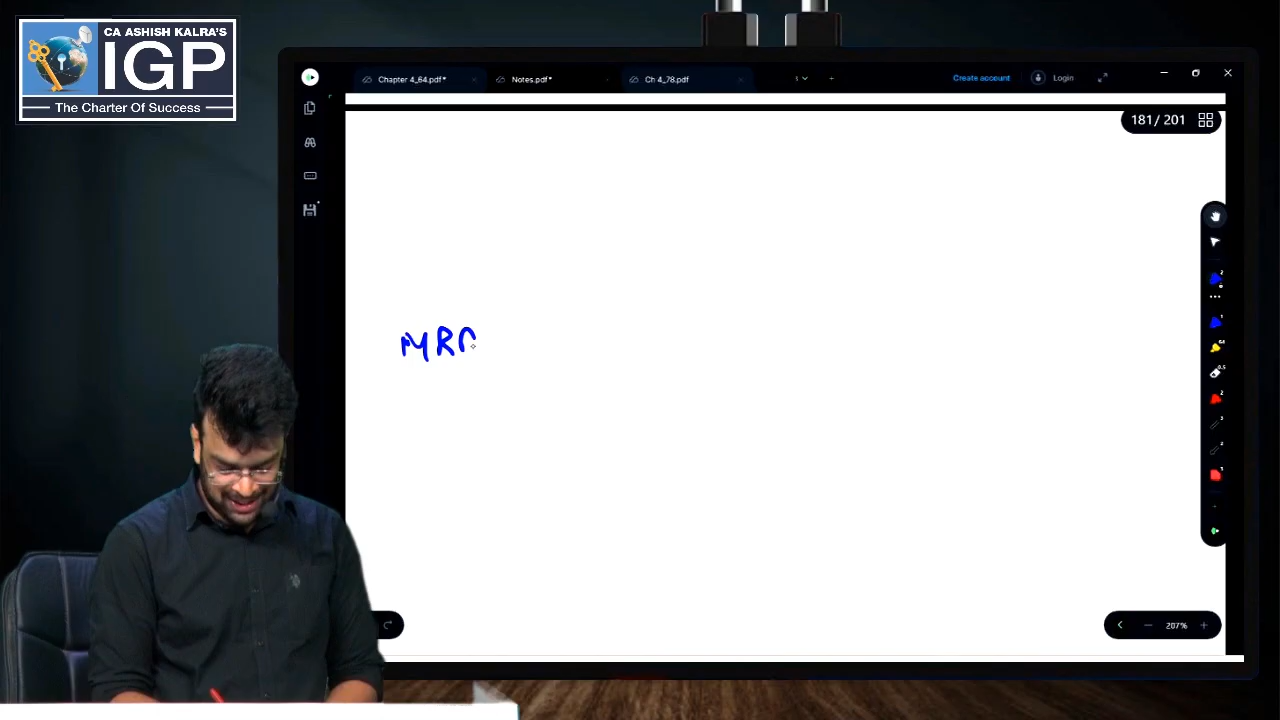 CA ASHISH KALRA'S
IGP
The Charter Of Success
Chapter 4_64.pdf*
Notes.pdf*
Ch 4_78.pdf
Create account
Login
181 / 201
MR
207%